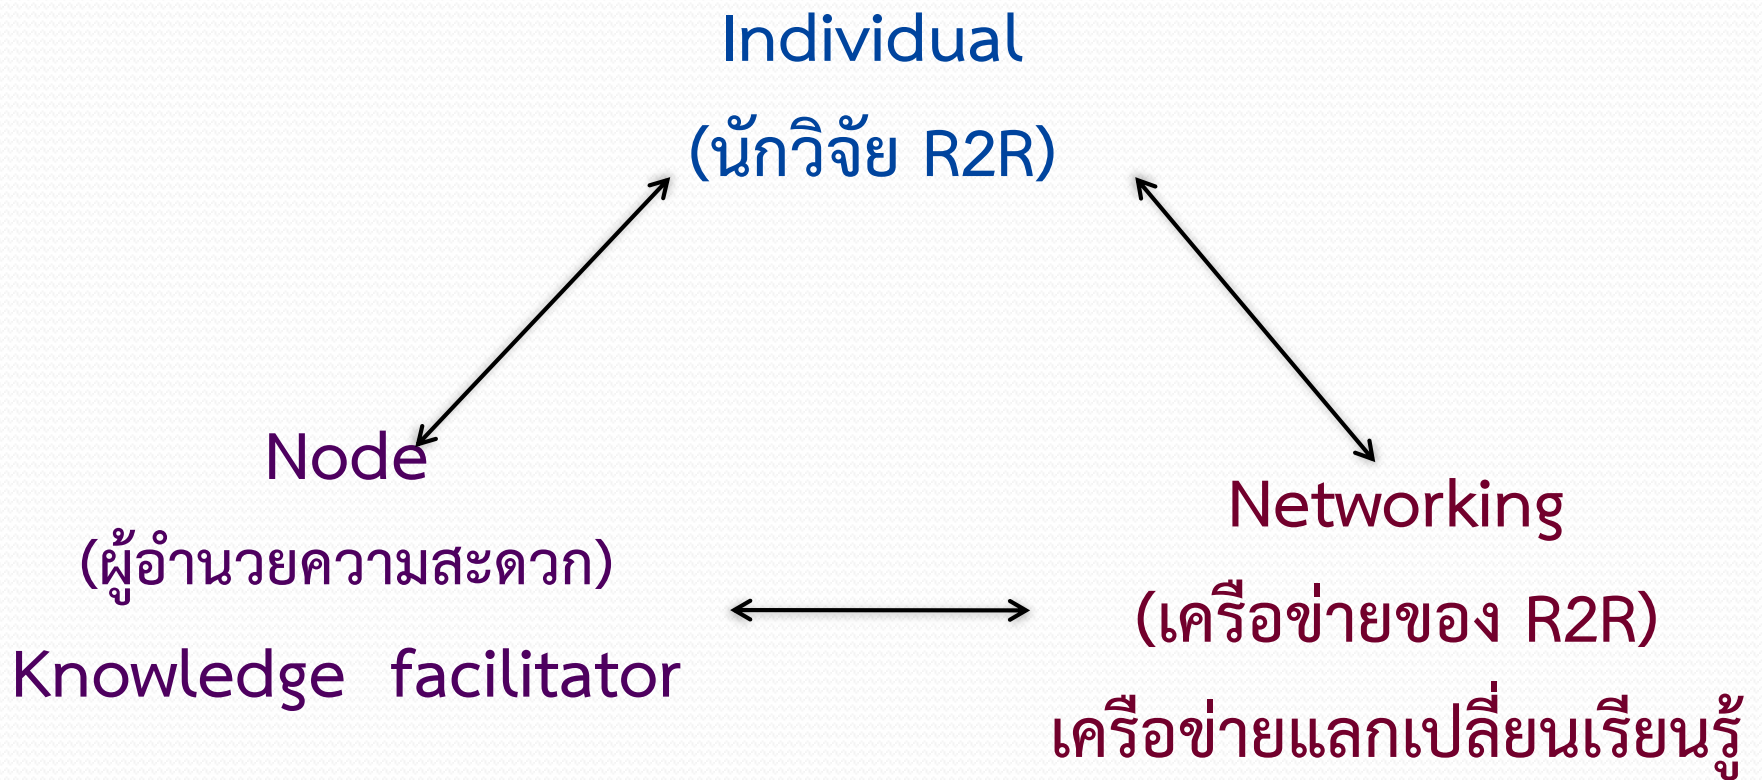 Individual
(นักวิจัย R2R)
Node
(ผู้อำนวยความสะดวก)
Knowledge facilitator
Networking
(เครือข่ายของ R2R)
เครือข่ายแลกเปลี่ยนเรียนรู้